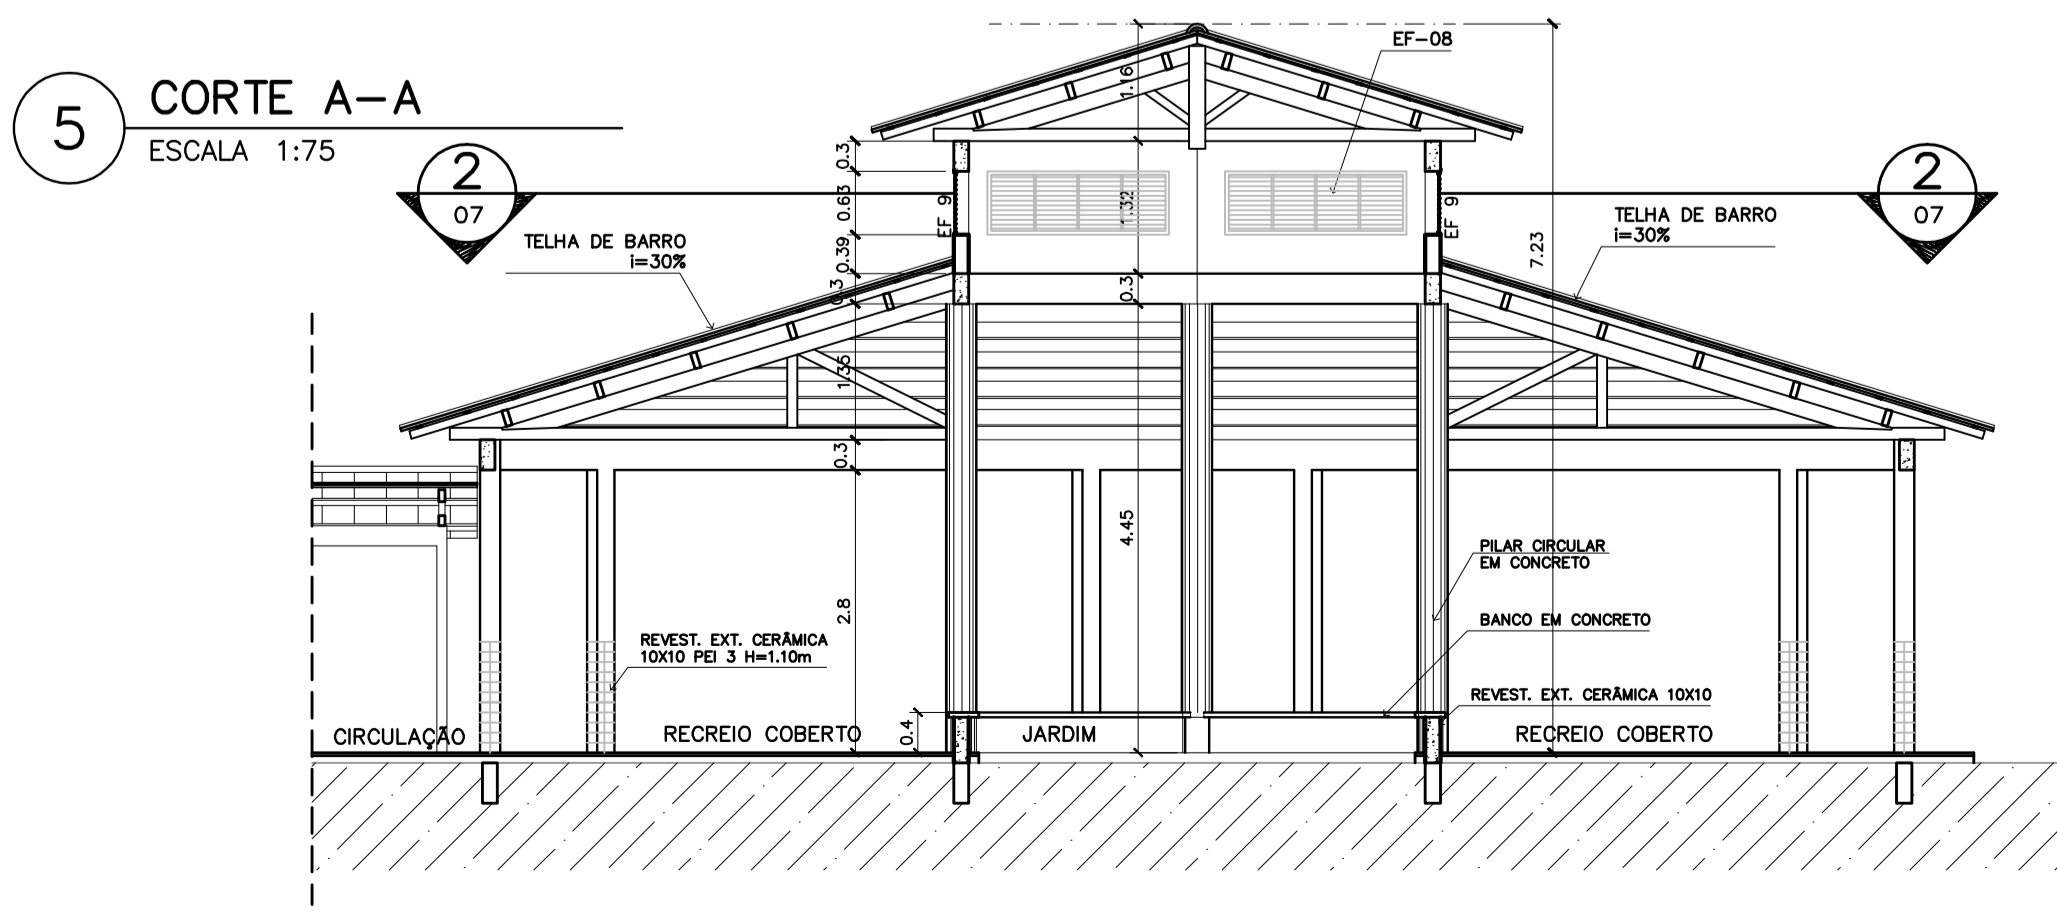 5
CORTE A-A
ESCALA 1:75
2
07
2
07
EF-08
1.16
0.3
0.63
EF 9
1.32
EF 9
TELHA DE BARRO
i=30%
TELHA DE BARRO
i=30%
7.23
0.39
0.3
0.3
1.35
0.3
4.45
PILAR CIRCULAR
EM CONCRETO
2.8
BANCO EM CONCRETO
REVEST. EXT. CERÂMICA
10X10 PEI 3 H=1.10m
REVEST. EXT. CERÂMICA 10X10
0.4
CIRCULAÇÃO
RECREIO COBERTO
JARDIM
RECREIO COBERTO